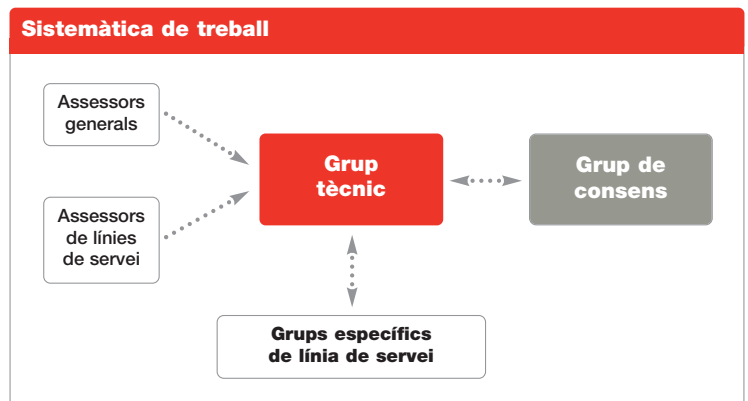 Sistemàtica de treball
Assessors
generals
Grup
tècnic
Grup de
consens
Assessors
de línies
de servei
Grups específics
de línia de servei